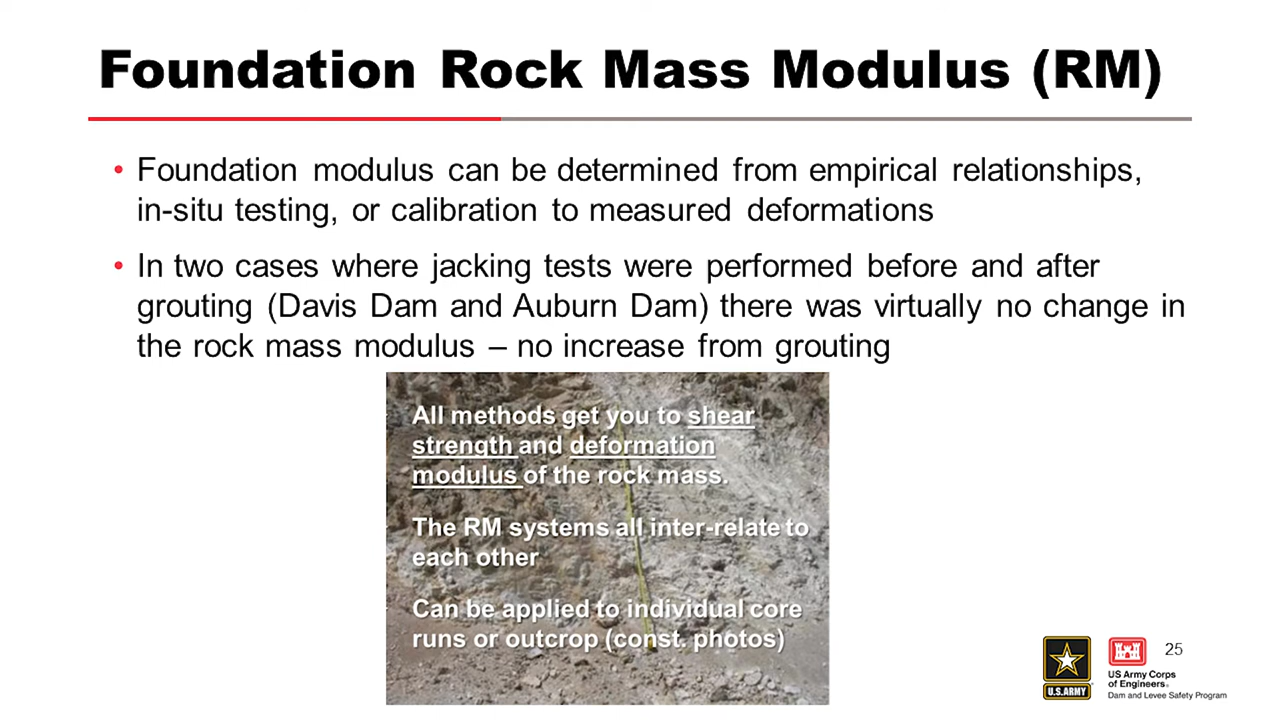 Foundation Rock Mass Modulus (RM)
• Foundation modulus can be determined from empirical relationships,
in-situ testing, or calibration to measured deformations
• In two cases where jacking tests were performed before and after
grouting (Davis Dam and Auburn Dam) there was virtually no change in
the rock mass modulus – no increase from grouting
All methods get you to shear
strength and deformation
modulus of the rock mass.
The RM systems all inter-relate to
each other
Can be applied to individual core
runs or outcrop (const. photos)
U.S.ARMY
US Army Corps
of Engineers®
Dam and Levee Safety Program
25